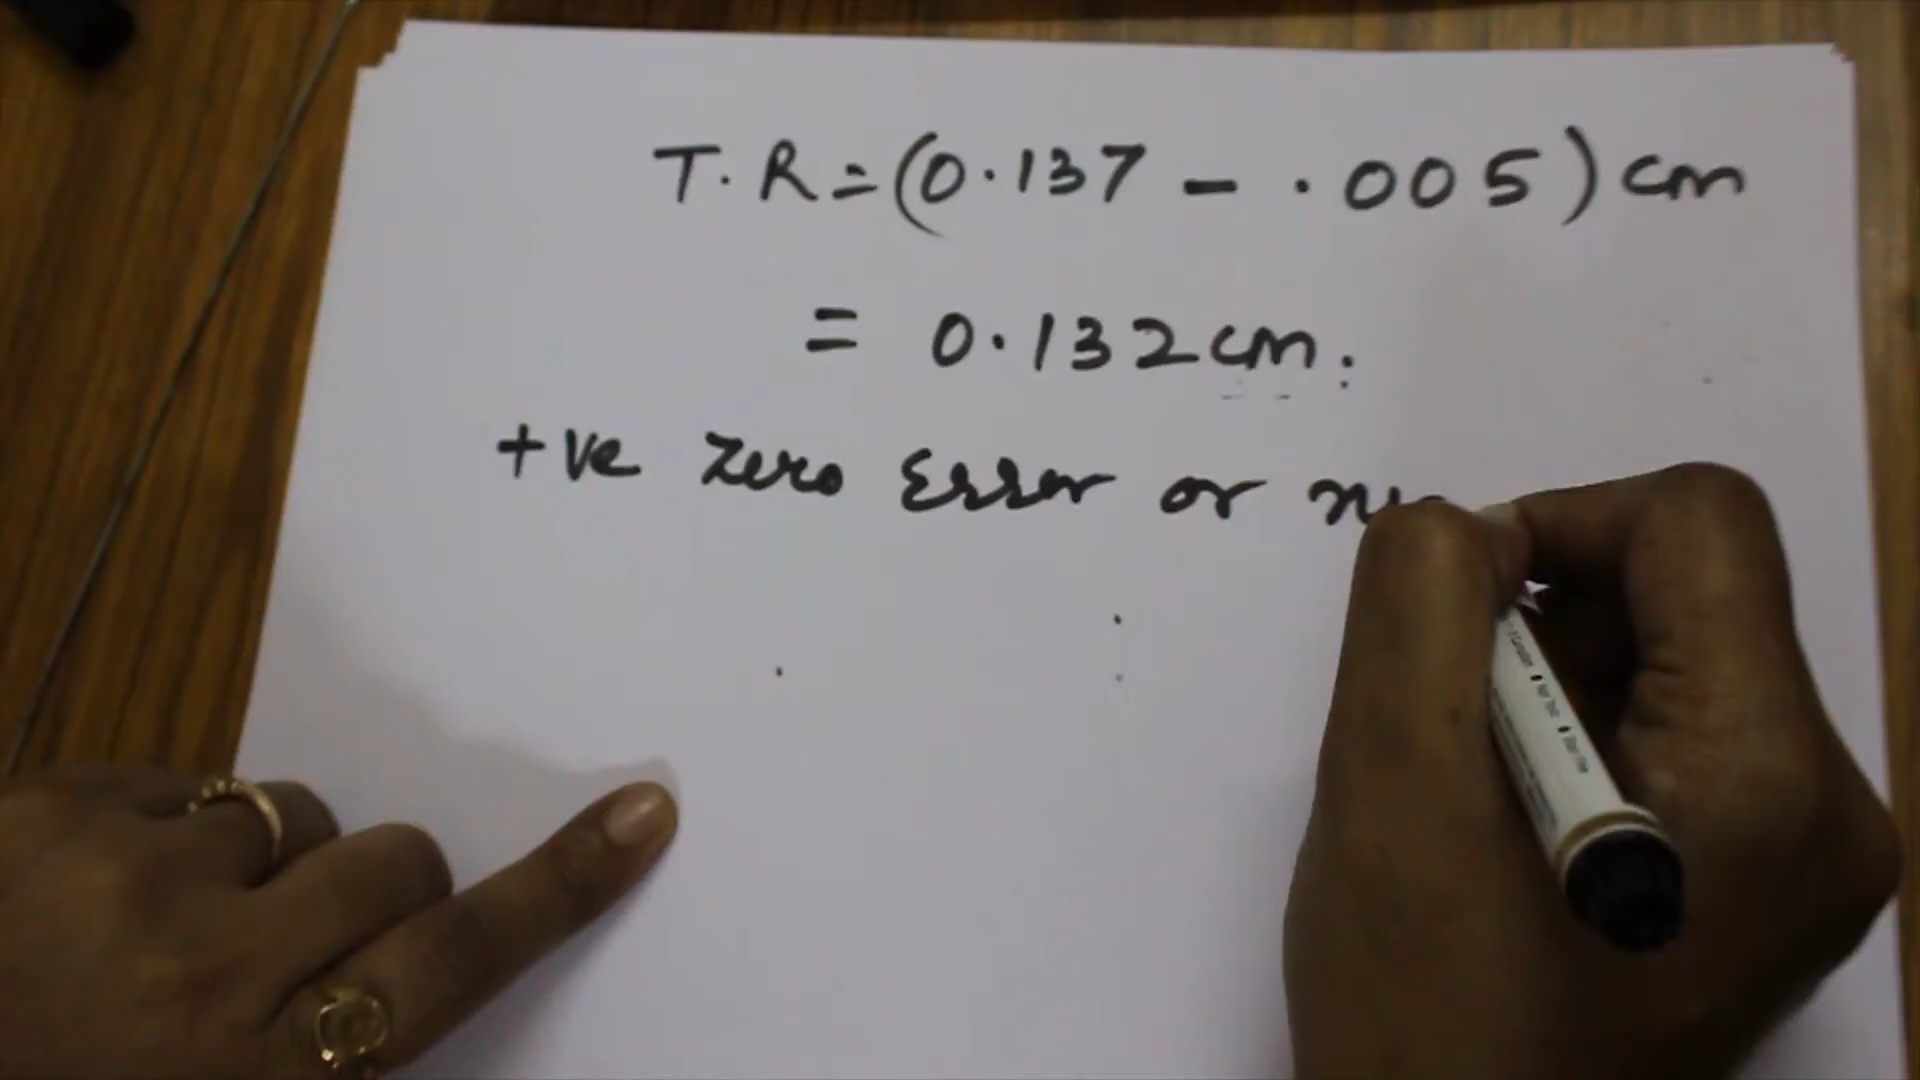 T.R = (0.137 - .005) cm
= 0.132 cm.
+ve zero Error or